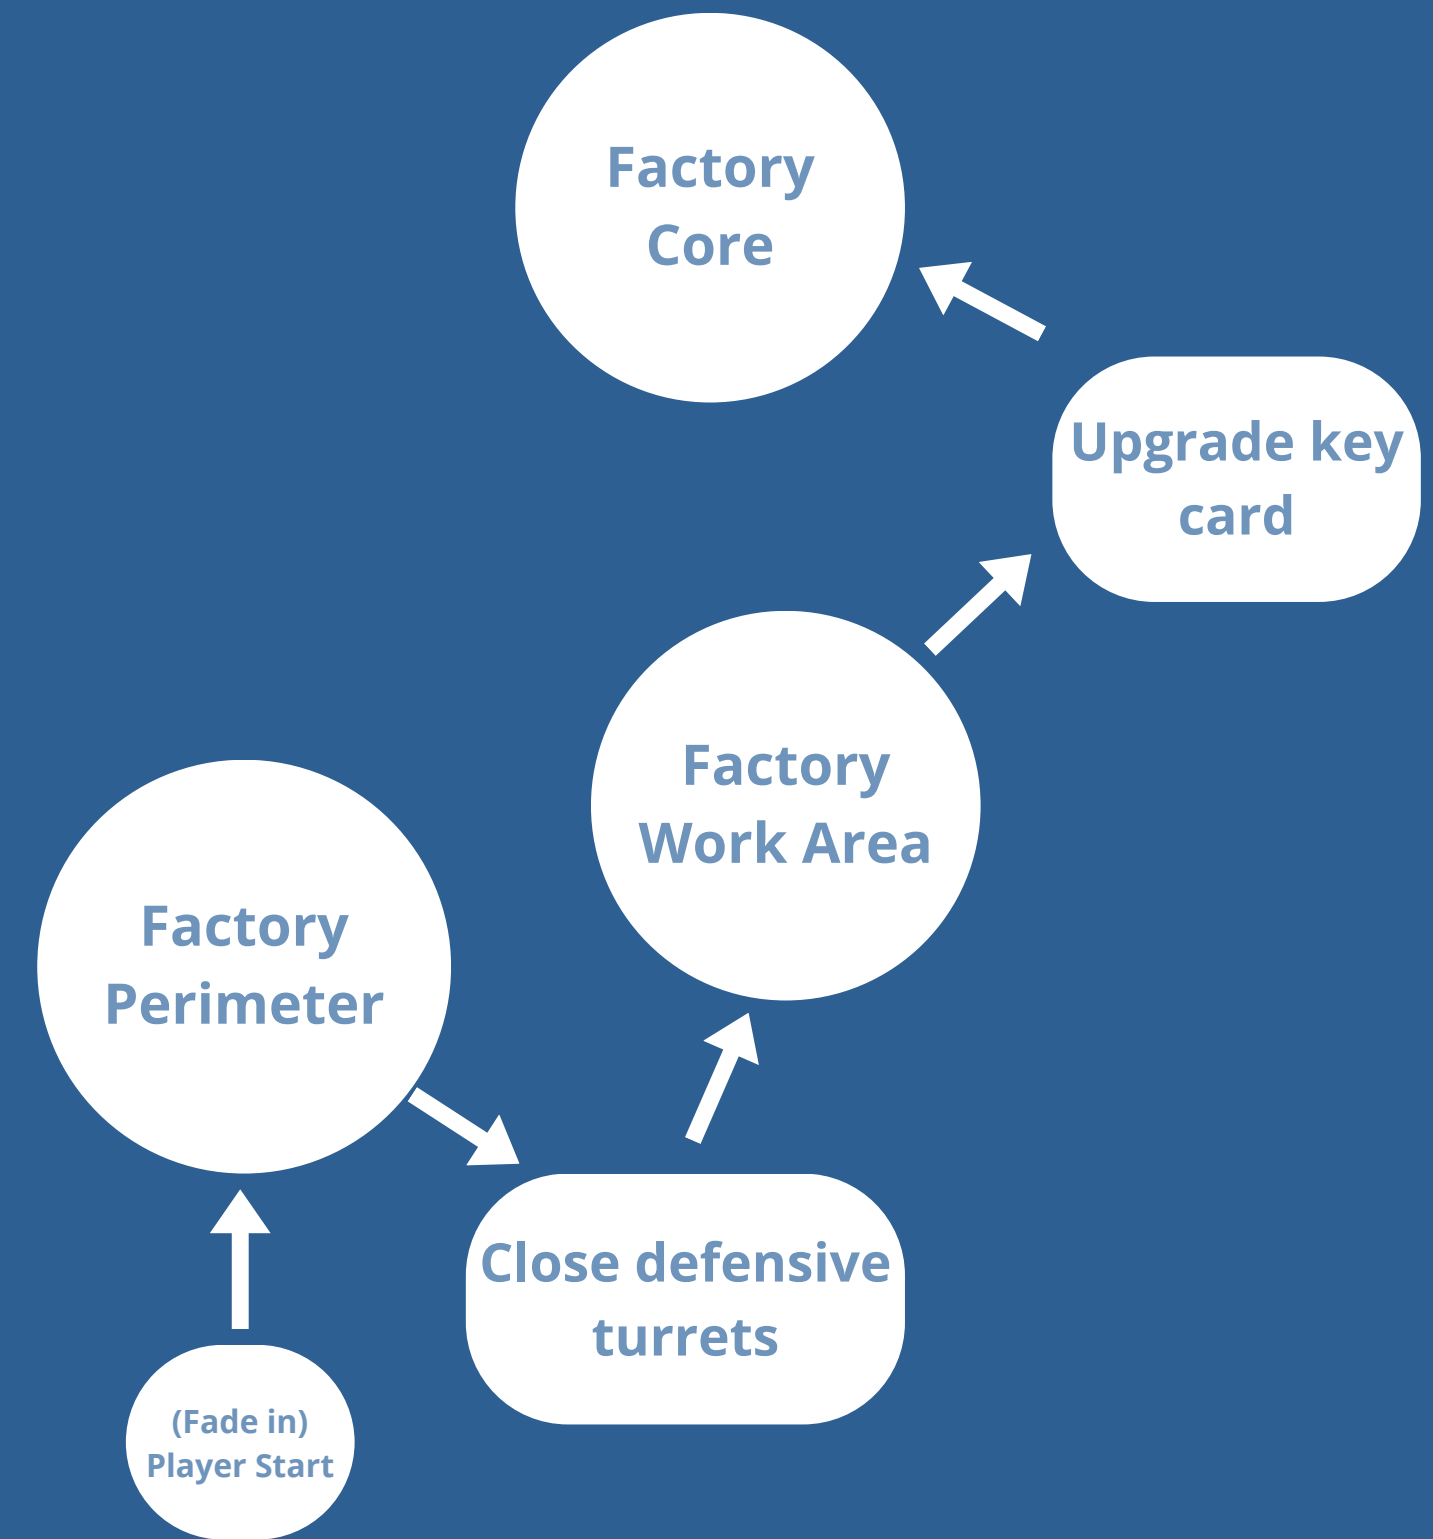 Factory
Core
Upgrade key
card
Factory
Work Area
Factory
Perimeter
Close defensive
turrets
(Fade in)
Player Start